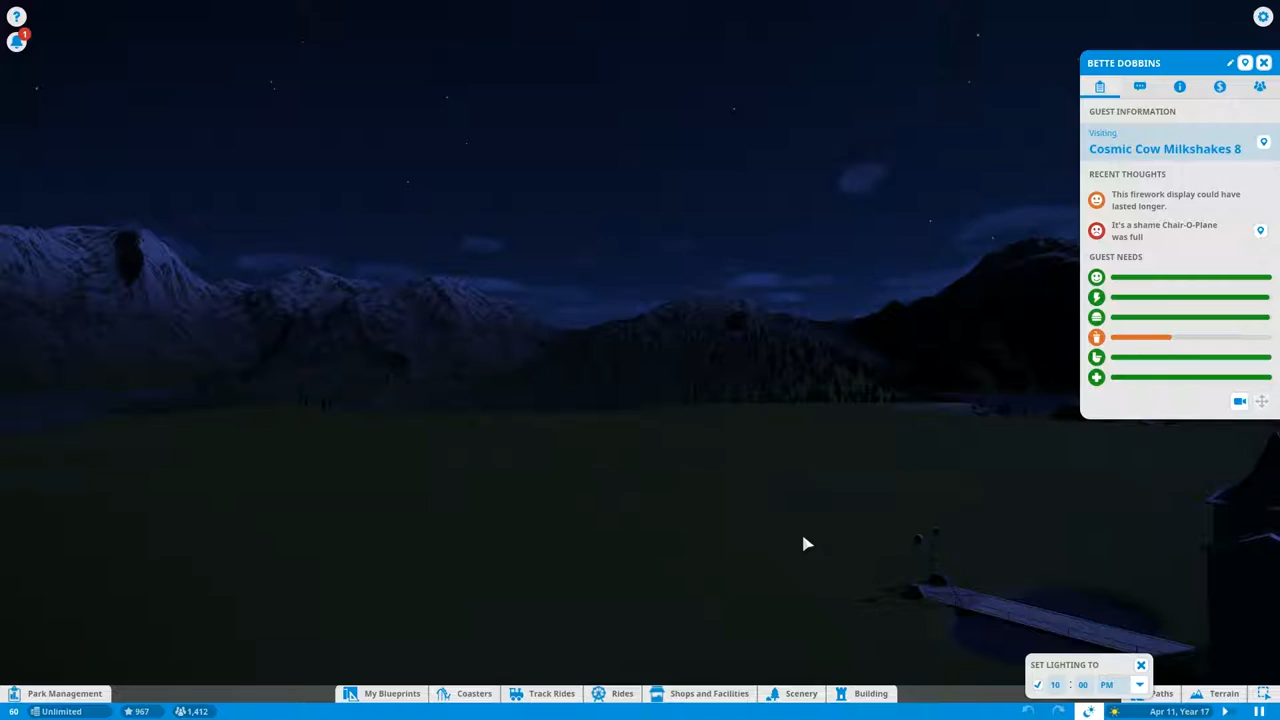 ?
1
BETTE DOBBINS
GUEST INFORMATION
Visiting
Cosmic Cow Milkshakes 8
RECENT THOUGHTS
This firework display could have
lasted longer.
It's a shame Chair-O-Plane
was full
GUEST NEEDS
SET LIGHTING TO
10 : 00 PM
Park Management
My Blueprints
Coasters
Track Rides
Rides
Shops and Facilities
Scenery
Building
Paths
Terrain
60
Unlimited
967
1,412
Apr 11, Year 17